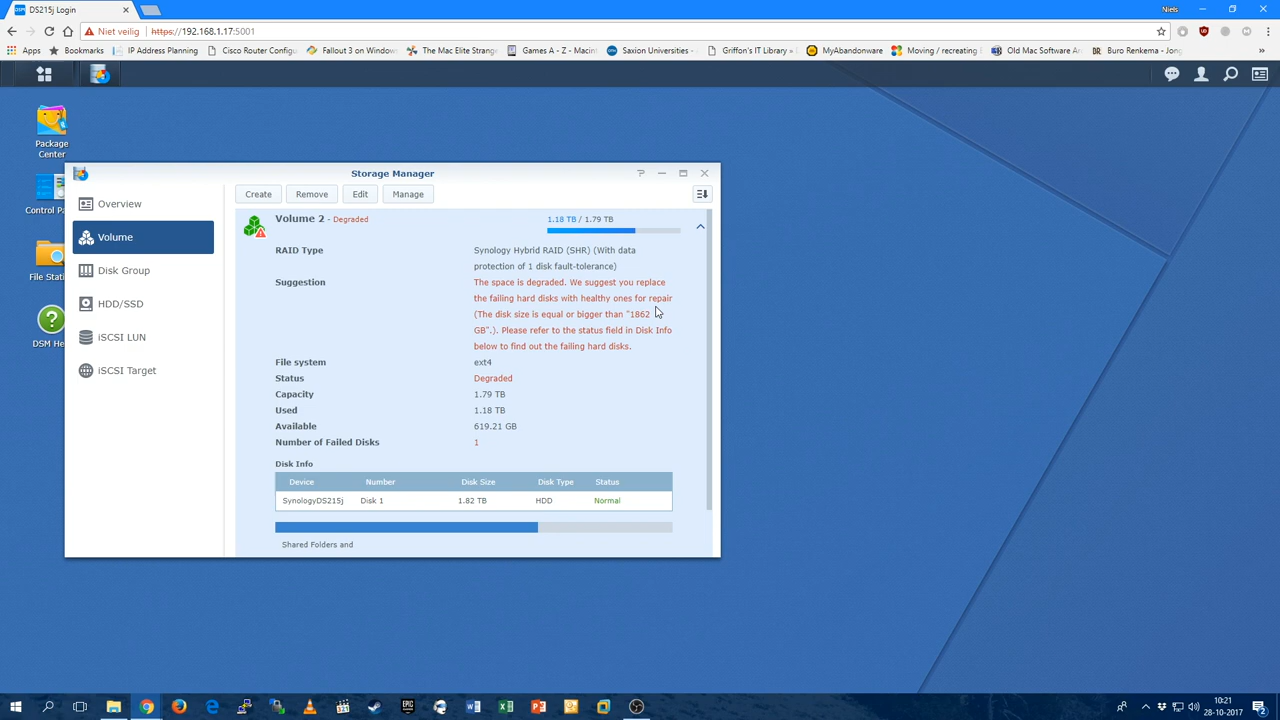 DS215j Login
Niels
Niet veilig
https://192.168.1.17:5001
Apps
Bookmarks
IP Address Planning
Cisco Router Configu
Fallout 3 on Window
The Mac Elite Strange
Games A - Z - Macint
Saxion Universities -
Griffon's IT Library »
MyAbandonware
Moving / recreating
Old Mac Software Ar
Buro Renkema - Jong
»
Package
Center
Control Pa
File Stati
DSM He
Storage Manager
Overview
Volume
Disk Group
HDD/SSD
iSCSI LUN
iSCSI Target
Create
Remove
Edit
Manage
Volume 2 - Degraded
1.18 TB / 1.79 TB
RAID Type
Synology Hybrid RAID (SHR) (With data
protection of 1 disk fault-tolerance)
Suggestion
The space is degraded. We suggest you replace
the failing hard disks with healthy ones for repair
(The disk size is equal or bigger than "1862
GB".). Please refer to the status field in Disk Info
below to find out the failing hard disks.
File system
ext4
Status
Degraded
Capacity
1.79 TB
Used
1.18 TB
Available
619.21 GB
Number of Failed Disks
1
Disk Info
Device Number Disk Size Disk Type Status
SynologyDS215j Disk 1 1.82 TB HDD Normal
Shared Folders and
10:21
28-10-2017
2